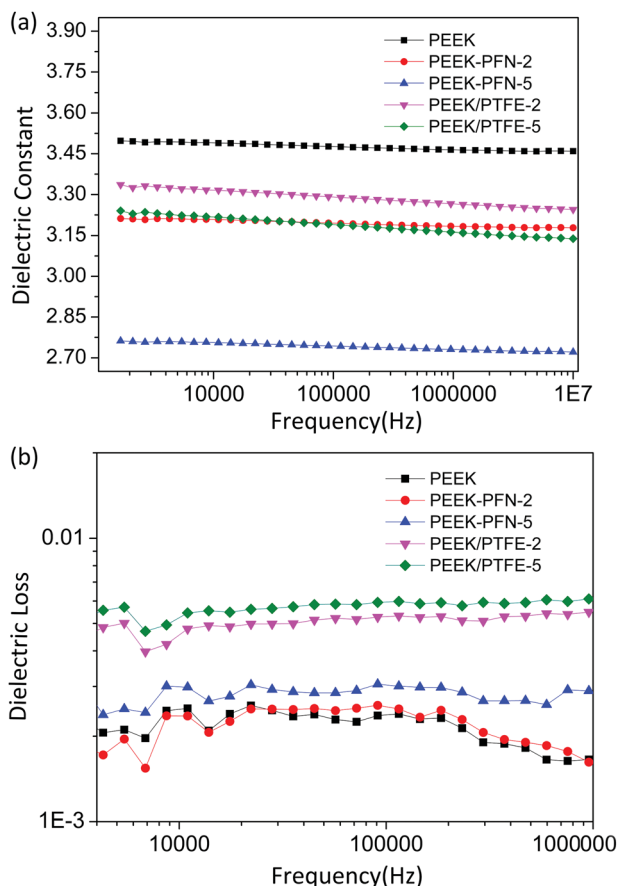 (a)
3.90
3.75
3.60
3.45
3.30
3.15
3.00
2.85
2.70
Dielectric Constant
PEEK
PEEK-PFN-2
PEEK-PFN-5
PEEK/PTFE-2
PEEK/PTFE-5
10000 100000 1000000 1E7
Frequency(Hz)
(b)
0.01
1E-3
Dielectric Loss
PEEK
PEEK-PFN-2
PEEK-PFN-5
PEEK/PTFE-2
PEEK/PTFE-5
10000 100000 1000000
Frequency(Hz)